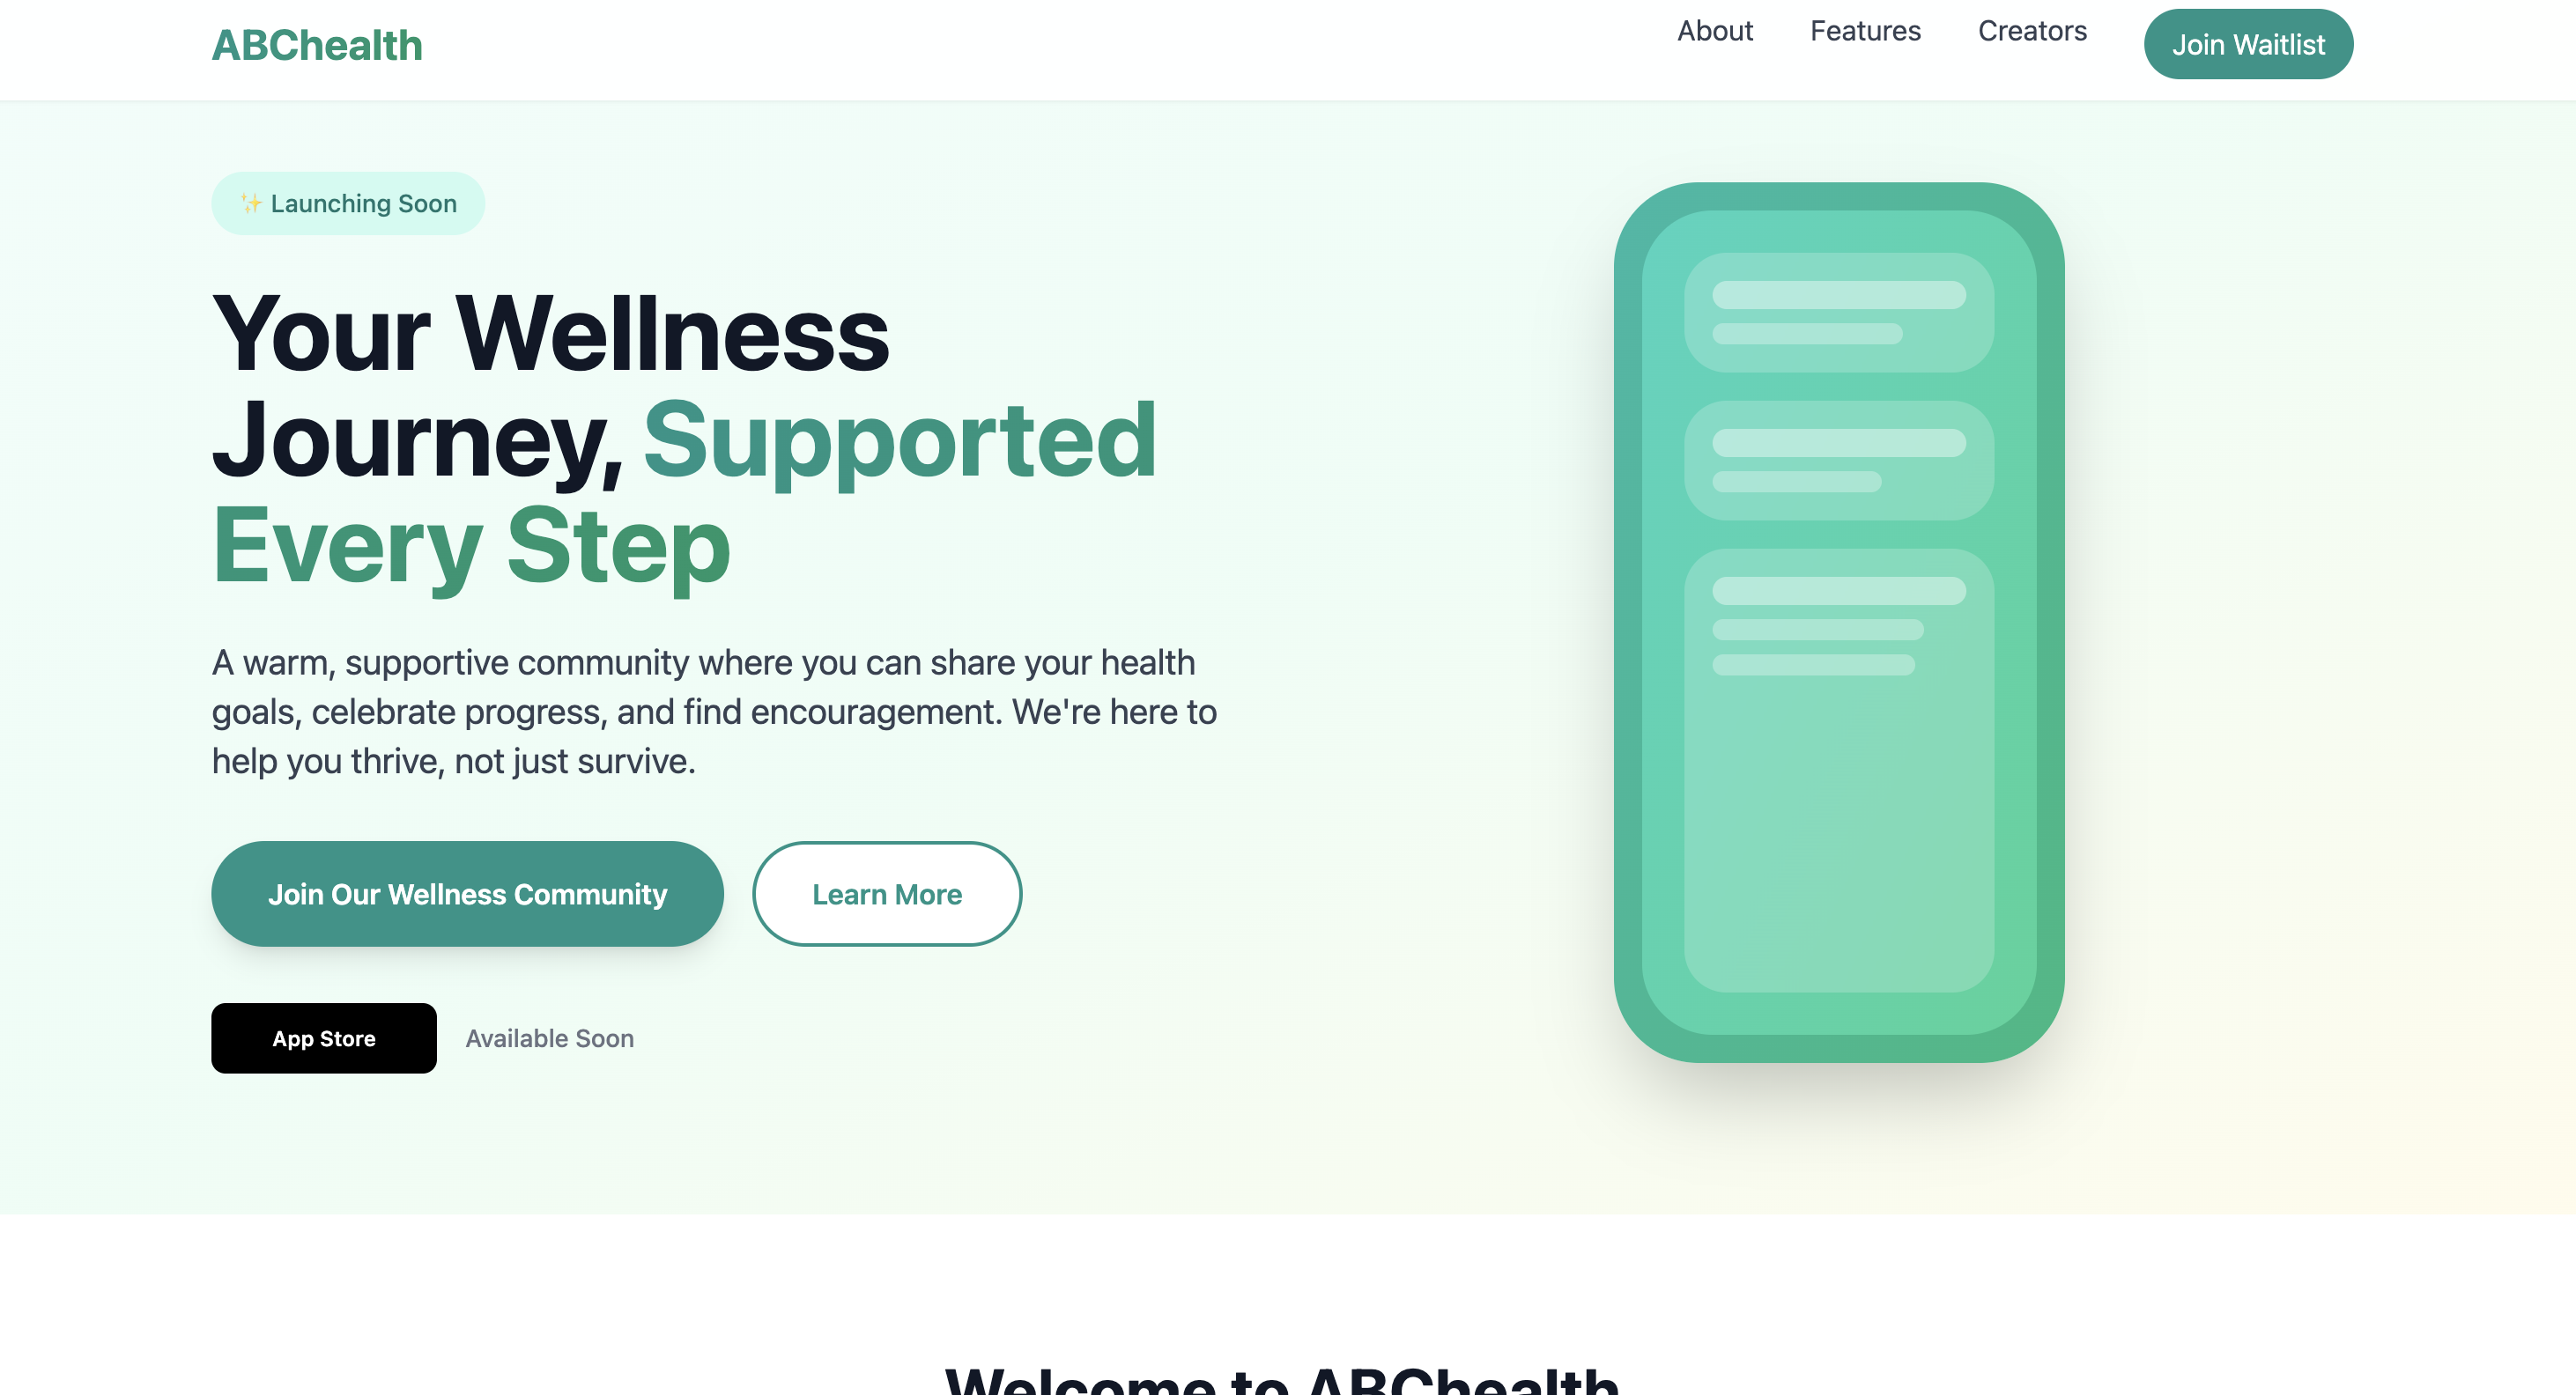 ABChealth
About
Features
Creators
Join Waitlist
✨ Launching Soon
Your Wellness
Journey, Supported
Every Step
A warm, supportive community where you can share your health
goals, celebrate progress, and find encouragement. We're here to
help you thrive, not just survive.
Join Our Wellness Community
Learn More
App Store
Available Soon
Welcome to ABChealth